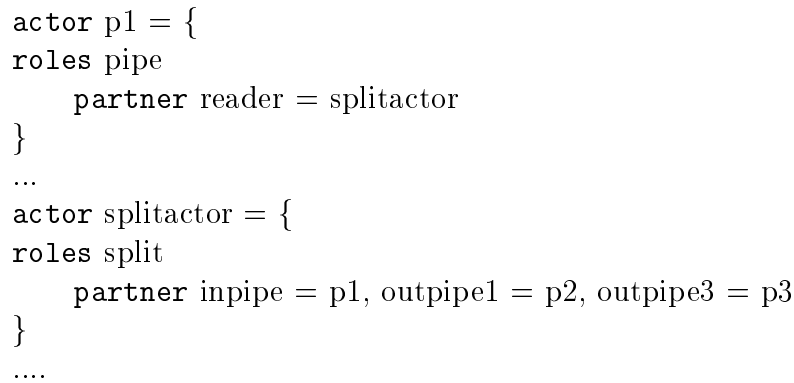 actor p1 = {
roles pipe
partner reader = splitactor
}
...
actor splitactor = {
roles split
partner inpipe = p1, outpipe1 = p2, outpipe3 = p3
}
....